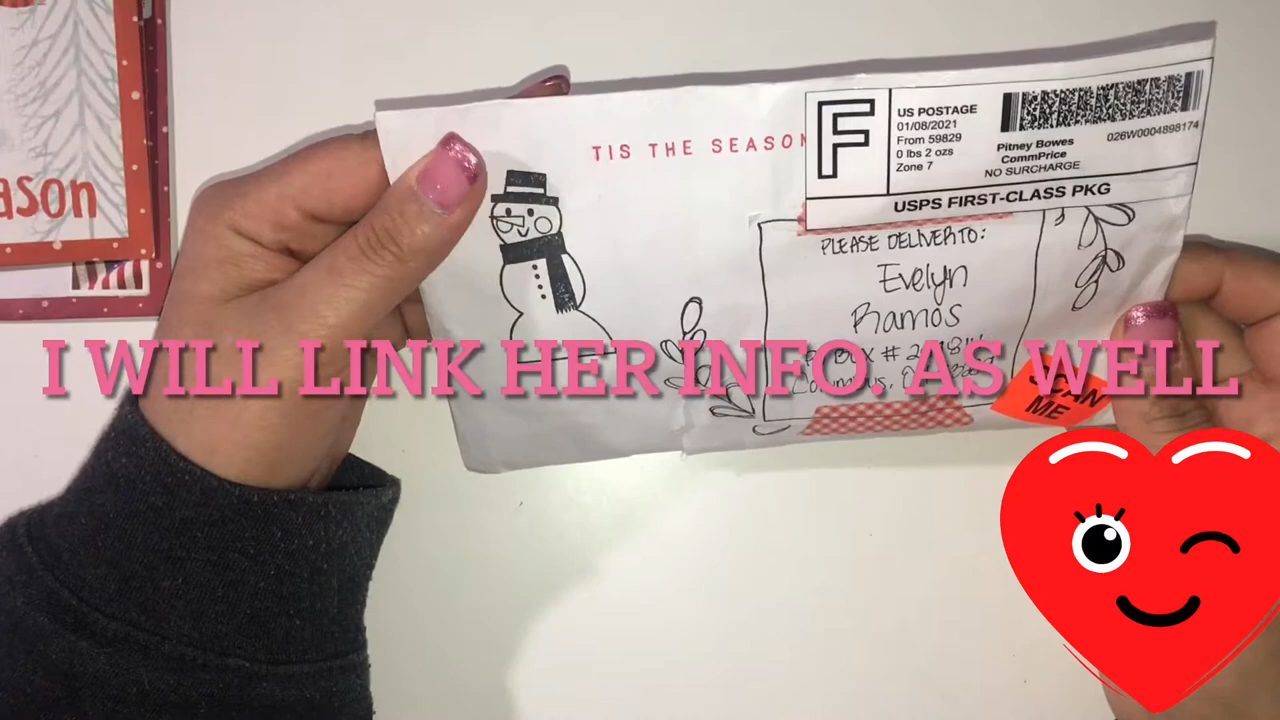 ason
TIS THE SEASON
F
US POSTAGE
01/08/2021
From 59829
0 lbs 2 ozs
Zone 7
Pitney Bowes
CommPrice
NO SURCHARGE
026W0004898174
USPS FIRST-CLASS PKG
PLEASE DELIVER TO:
Evelyn
Ramos
Box #
I WILL LINK HER INFO. AS WELL
SCAN
ME